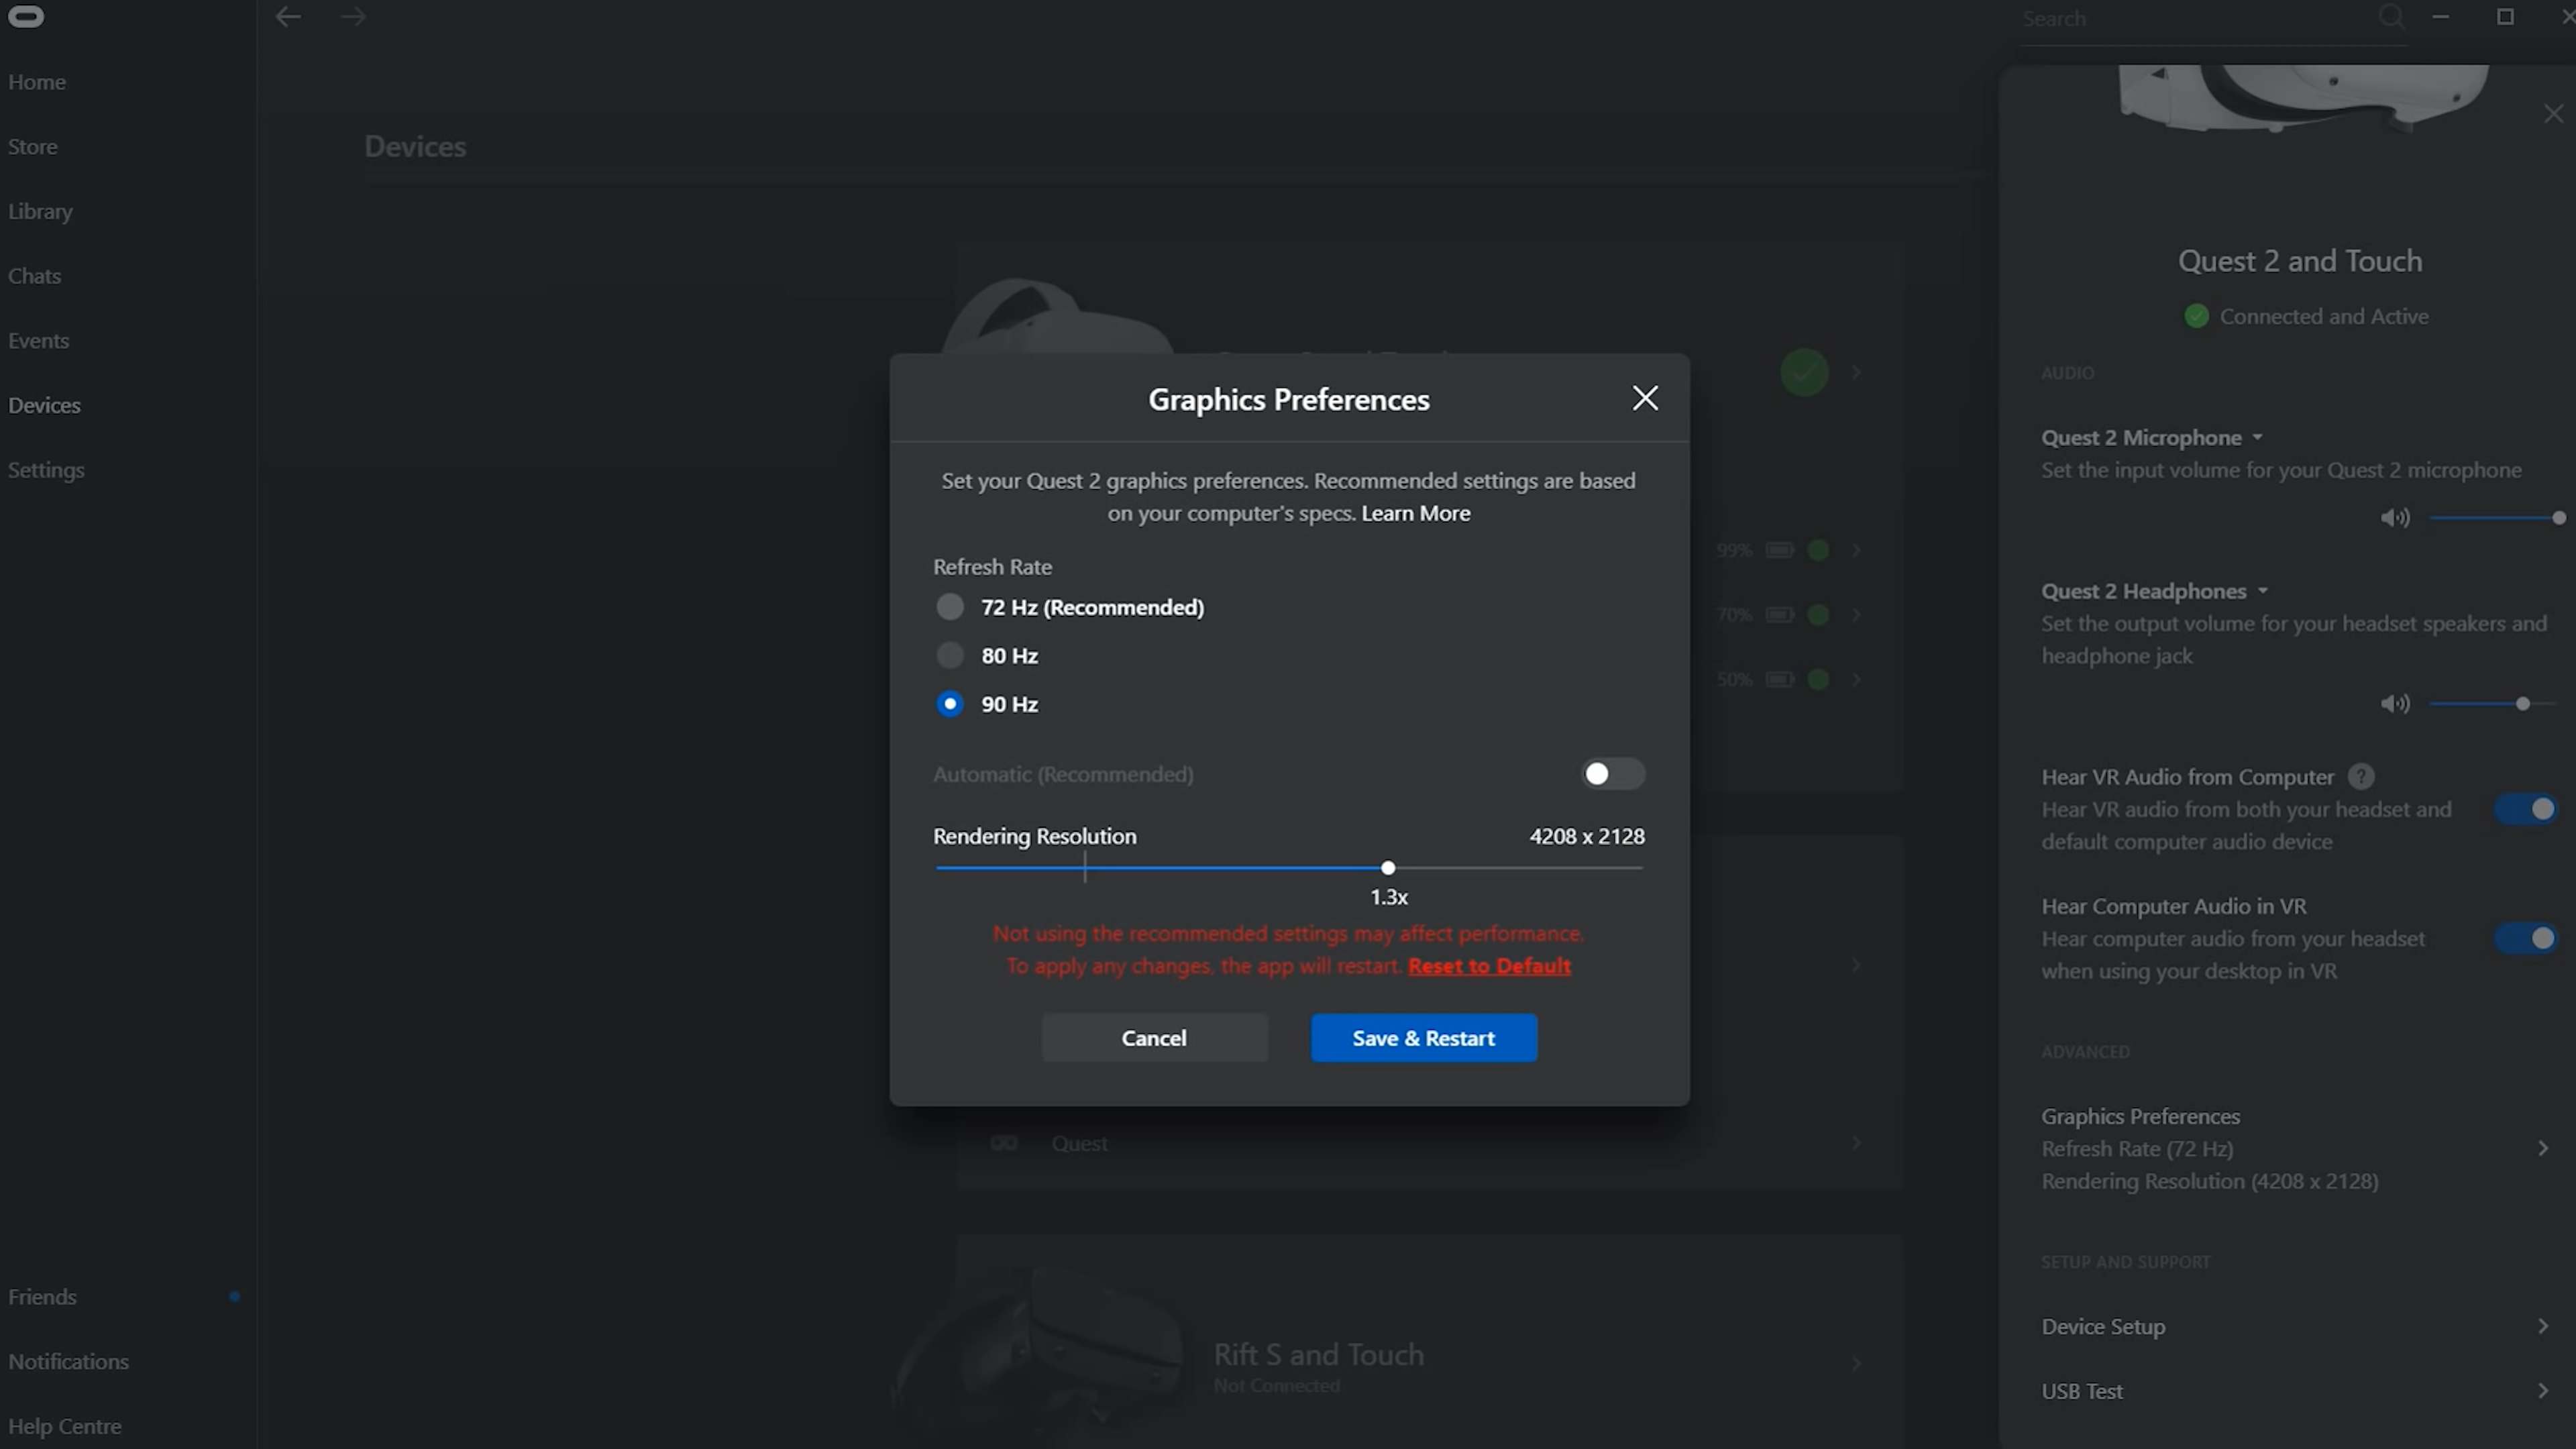 Search
Home
Store
Library
Chats
Events
Devices
Settings
Friends
Notifications
Help Centre
Devices
99%
70%
50%
Quest
Rift S and Touch
Not Connected
Graphics Preferences
Set your Quest 2 graphics preferences. Recommended settings are based
on your computer's specs. Learn More
Refresh Rate
72 Hz (Recommended)
80 Hz
90 Hz
Automatic (Recommended)
Rendering Resolution 4208 x 2128
1.3x
Not using the recommended settings may affect performance.
To apply any changes, the app will restart. Reset to Default
Cancel Save & Restart
Quest 2 and Touch
Connected and Active
AUDIO
Quest 2 Microphone
Set the input volume for your Quest 2 microphone
Quest 2 Headphones
Set the output volume for your headset speakers and
headphone jack
Hear VR Audio from Computer ?
Hear VR audio from both your headset and
default computer audio device
Hear Computer Audio in VR
Hear computer audio from your headset
when using your desktop in VR
ADVANCED
Graphics Preferences
Refresh Rate (72 Hz)
Rendering Resolution (4208 x 2128)
SETUP AND SUPPORT
Device Setup
USB Test